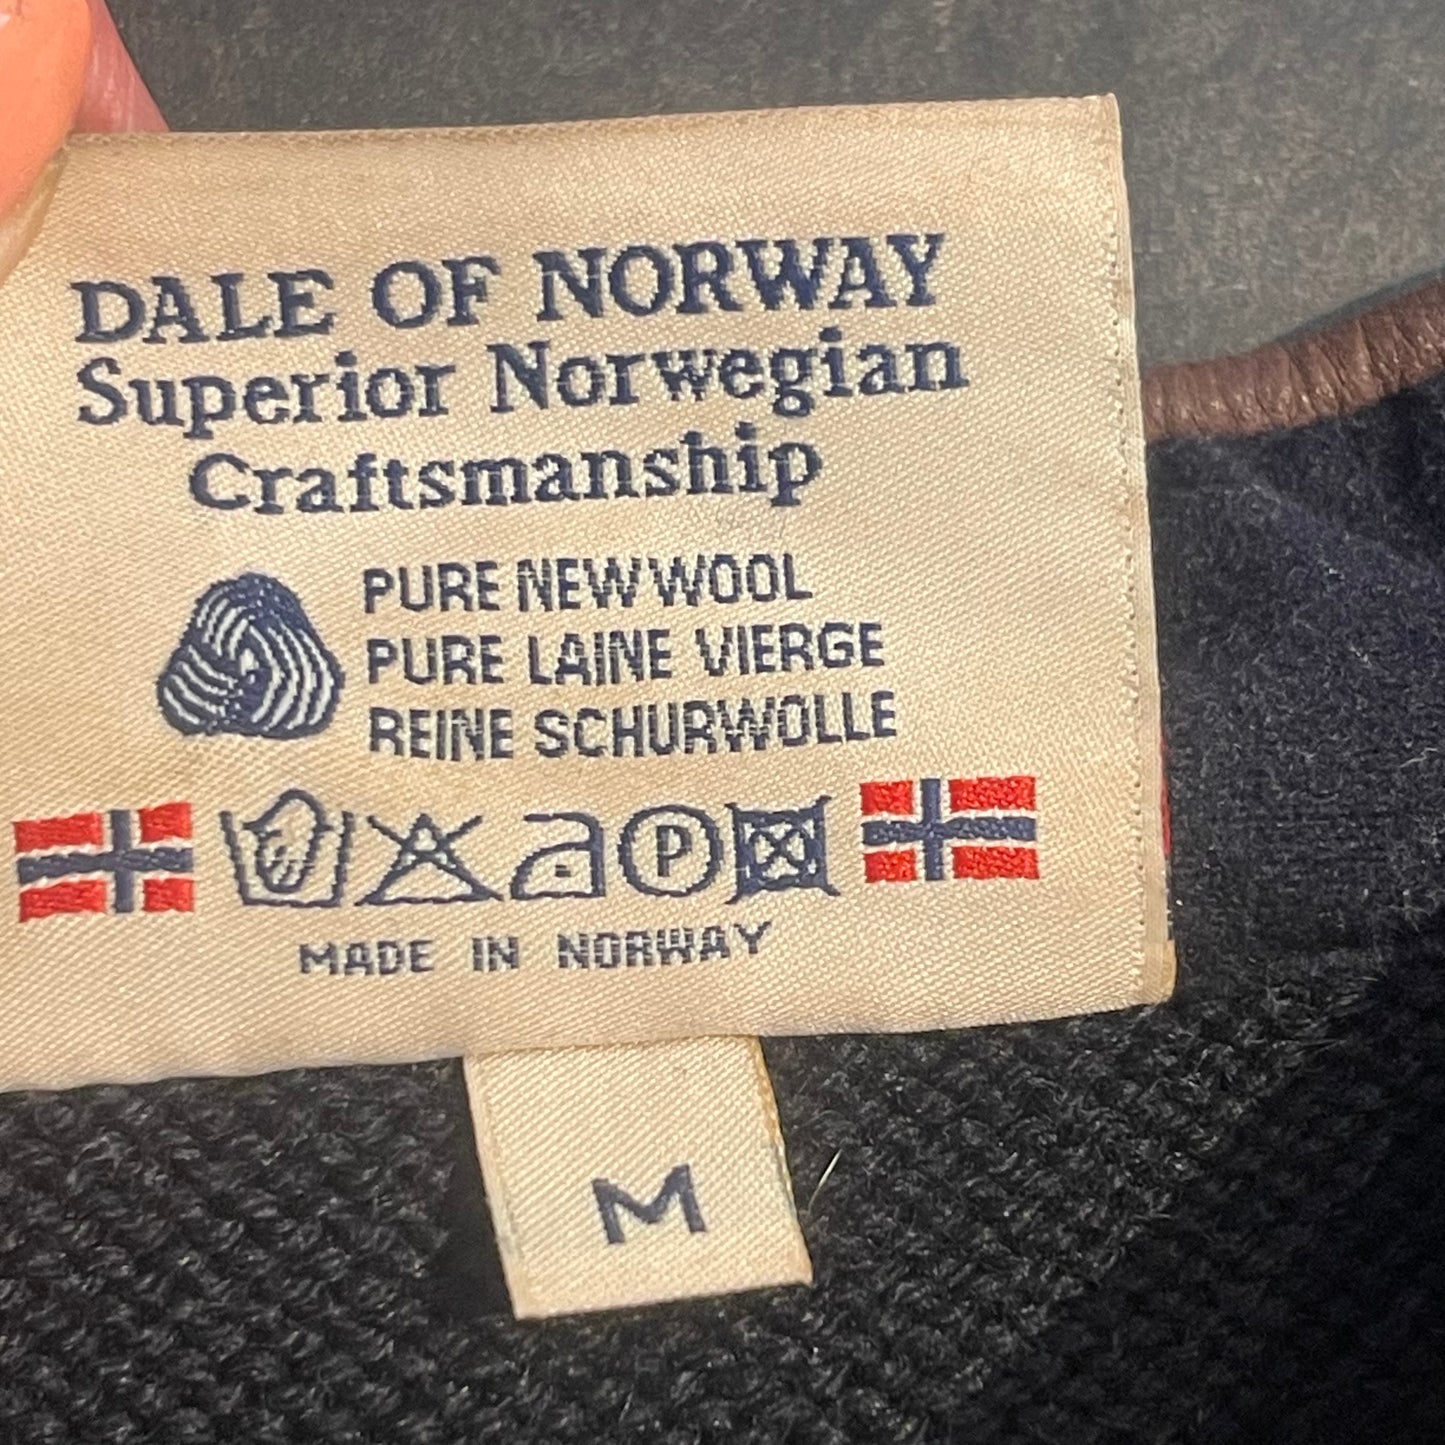 DALE OF NORWAY
Superior Norwegian
Craftsmanship
PURE NEW WOOL
PURE LAINE VIERGE
REINE SCHURWOLLE
P
MADE IN NORWAY
M